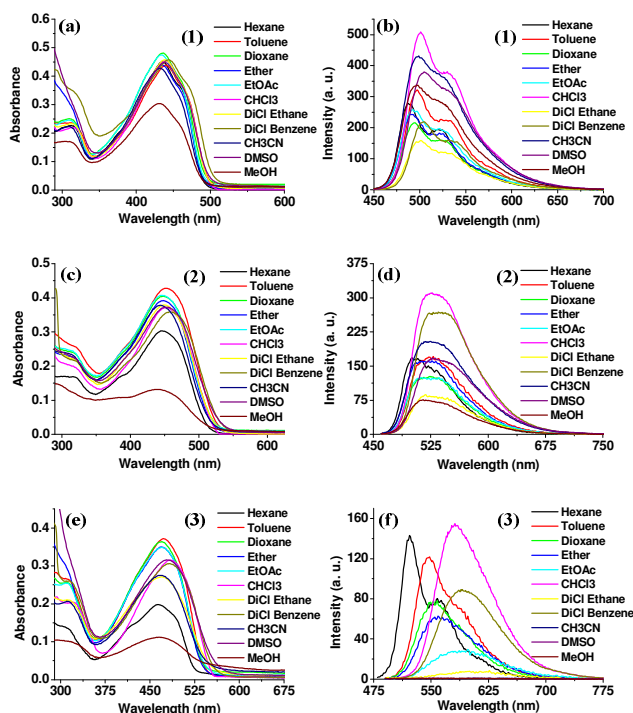 (a) (1)
Absorbance
0.6
0.5
0.4
0.3
0.2
0.1
0.0
300 400 500 600
Wavelength (nm)
Hexane
Toluene
Dioxane
Ether
EtOAc
CHCl3
DiCl Ethane
DiCl Benzene
CH3CN
DMSO
MeOH
(b) (1)
Intensity (a. u.)
500
400
300
200
100
0
450 500 550 600 650 700
Wavelength (nm)
Hexane
Toluene
Dioxane
Ether
EtOAc
CHCl3
DiCl Ethane
DiCl Benzene
CH3CN
DMSO
MeOH
(c) (2)
Absorbance
0.5
0.4
0.3
0.2
0.1
0.0
300 400 500 600
Wavelength (nm)
Hexane
Toluene
Dioxane
Ether
EtOAc
CHCl3
DiCl Ethane
DiCl Benzene
CH3CN
DMSO
MeOH
(d) (2)
Intensity (a. u.)
375
300
225
150
75
0
450 500 600 750
Wavelength (nm)
Hexane
Toluene
Dioxane
Ether
EtOAc
CHCl3
DiCl Ethane
DiCl Benzene
CH3CN
DMSO
MeOH
(e) (3)
Absorbance
0.4
0.3
0.2
0.1
0.0
300 375 450 525 600 675
Wavelength (nm)
Hexane
Toluene
Dioxane
Ether
EtOAc
CHCl3
DiCl Ethane
DiCl Benzene
CH3CN
DMSO
MeOH
(f) (3)
Intensity (a. u.)
160
120
80
40
0
475 550 625 700 775
Wavelength (nm)
Hexane
Toluene
Dioxane
Ether
EtOAc
CHCl3
DiCl Ethane
DiCl Benzene
CH3CN
DMSO
MeOH